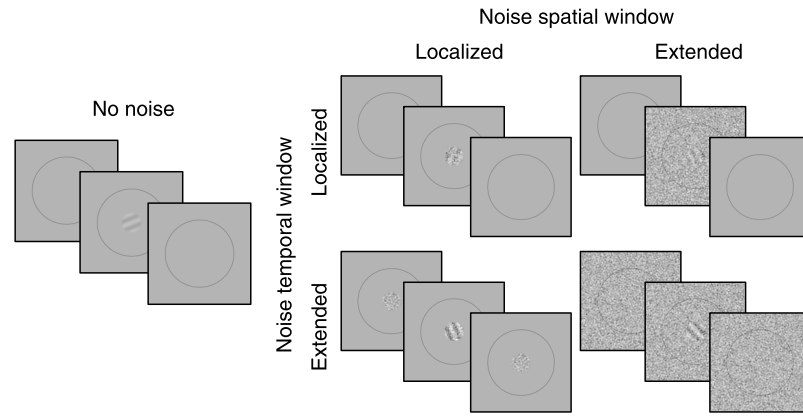 Noise spatial window
Localized
Extended
No noise
Noise temporal window
Localized
Extended